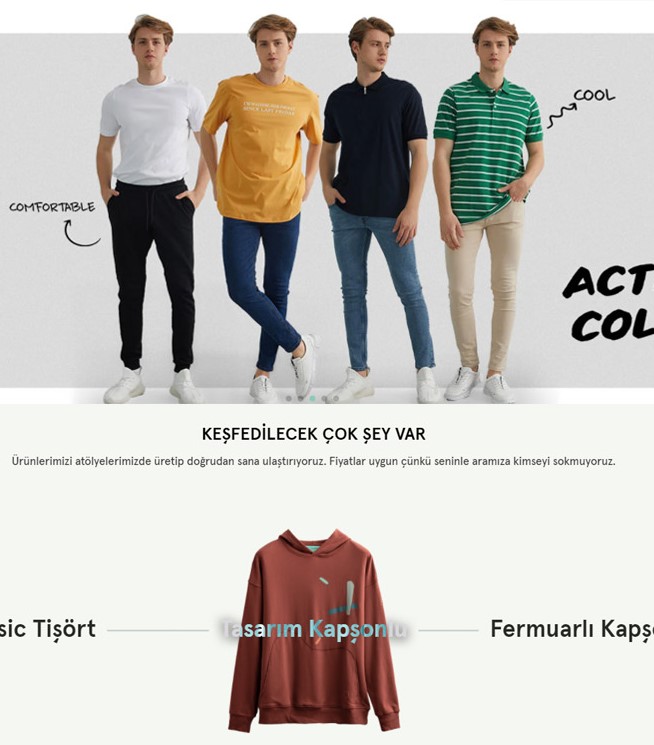 COOL
COMFORTABLE
ACT
COL
KEŞFEDİLECEK ÇOK ŞEY VAR
Ürünlerimizi atölyelerimizde üretip doğrudan sana ulaştırıyoruz. Fiyatlar uygun çünkü seninle aramıza kimseyi sokmuyoruz.
sic Tişört Tasarım Kapşonlu Fermuarlı Kapş